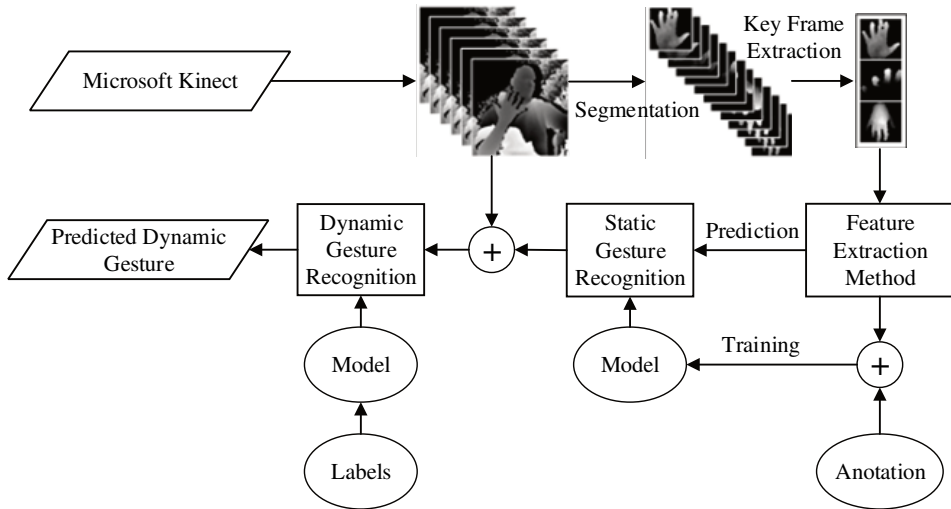 Key Frame
Extraction
Microsoft Kinect
Segmentation
Predicted Dynamic
Gesture
Dynamic
Gesture
Recognition
+
Static
Gesture
Recognition
Prediction
Feature
Extraction
Method
Model
Model
Training
+
Labels
Anotation